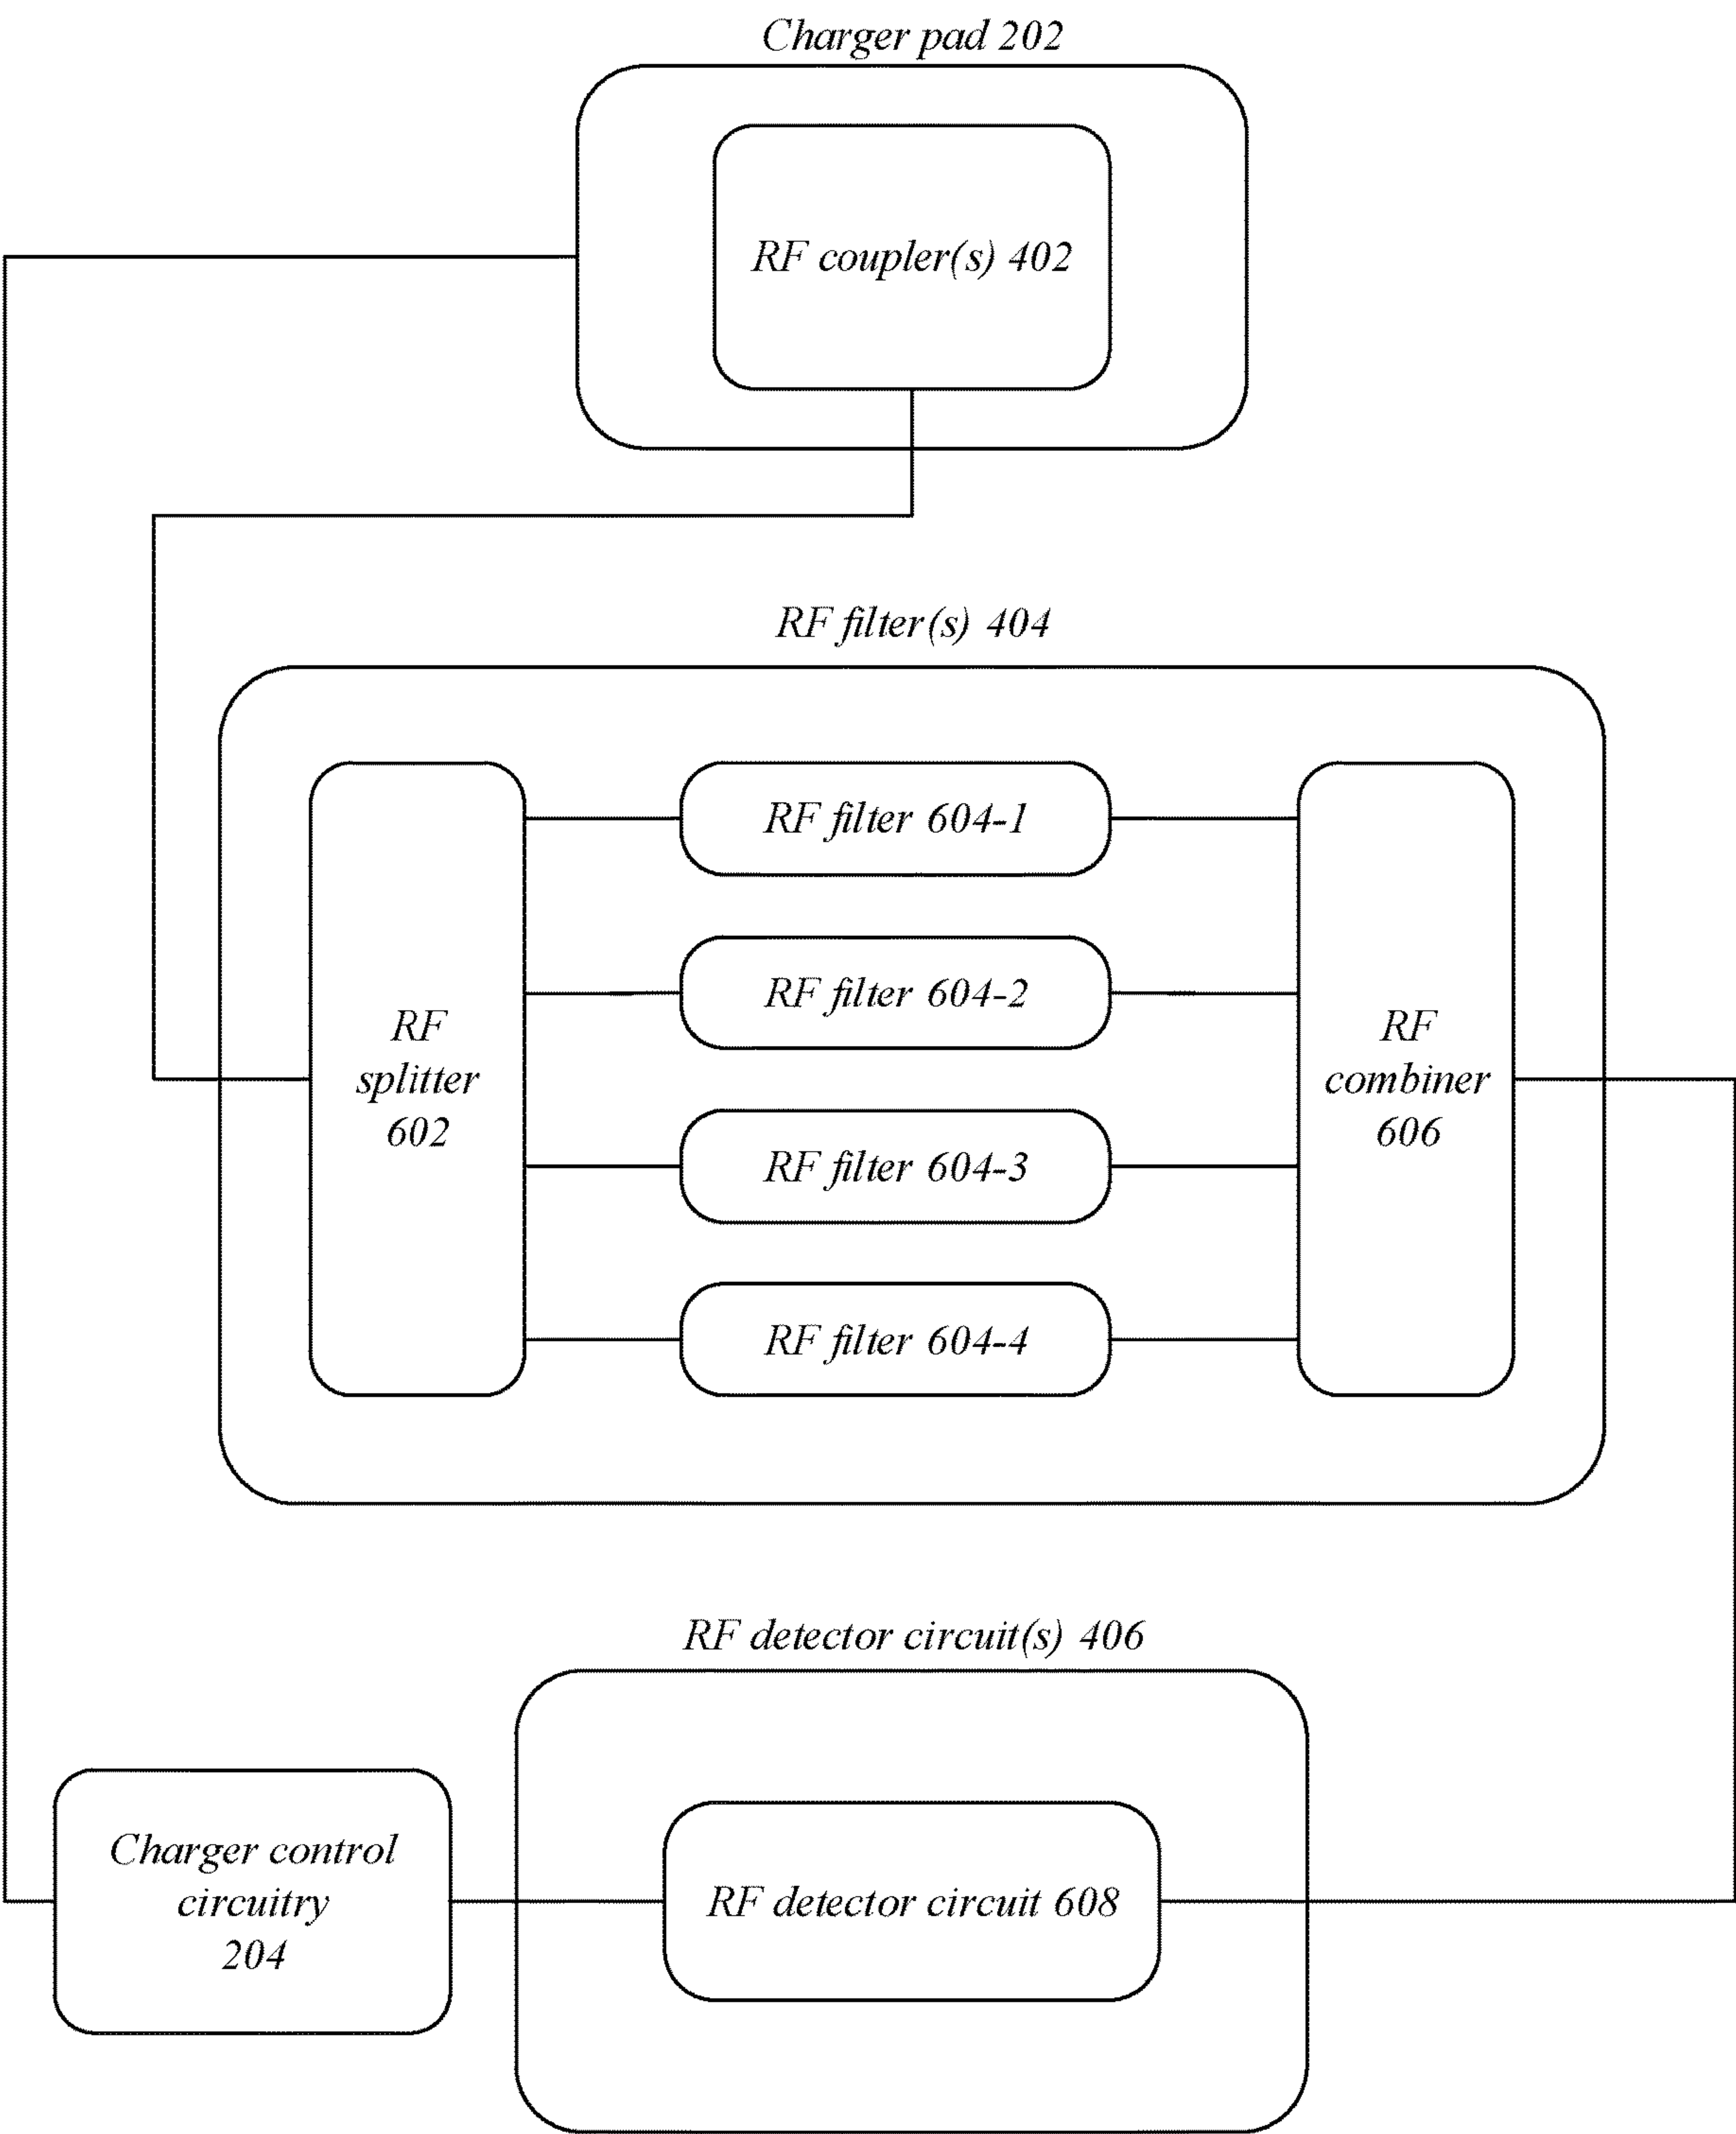 Charger pad 202
RF coupler(s) 402
RF filter(s) 404
RF filter 604-1
RF filter 604-2
RF
splitter
602
RF
combiner
606
RF filter 604-3
RF filter 604-4
RF detector circuit(s) 406
Charger control
circuitry
204
RF detector circuit 608